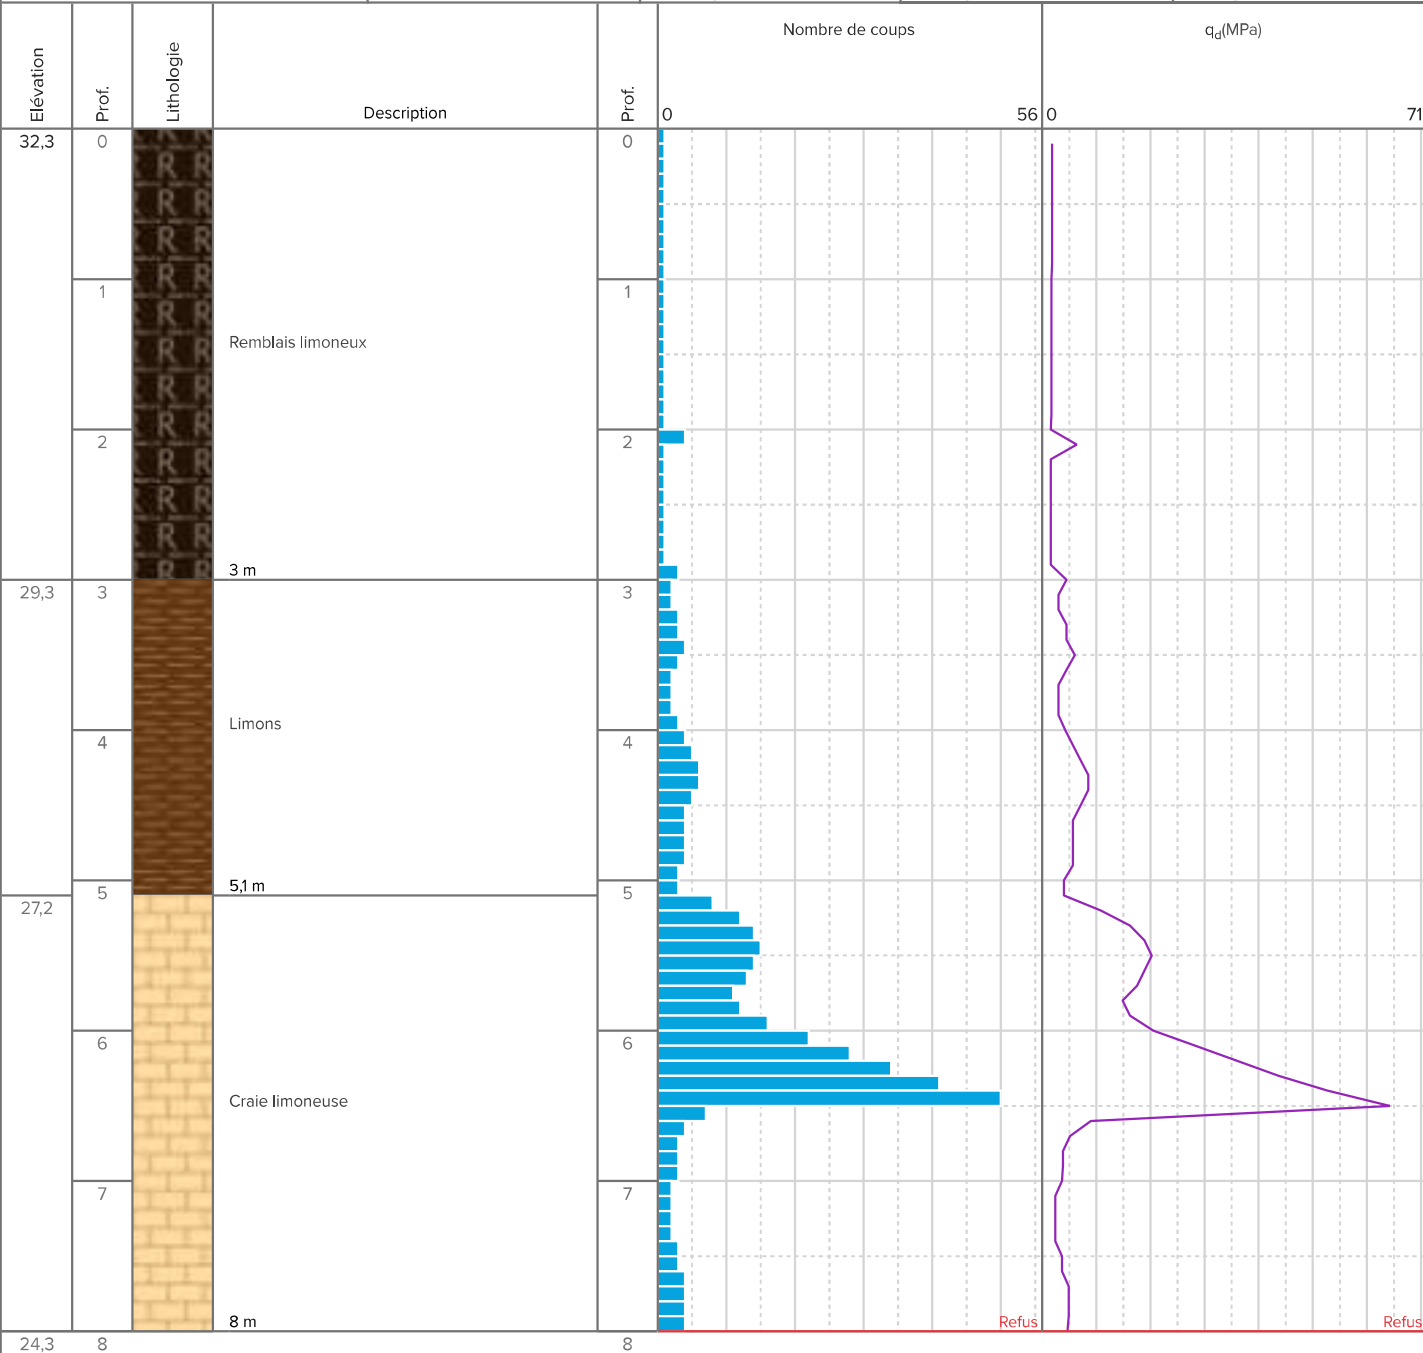 Elévation
Prof.
Lithologie
Description
Prof.
Nombre de coups
0 56
qd(MPa)
0 71
32,3 0 0
R R
1 1
Remblais limoneux
2 2
3 m
29,3 3 3
Limons
4 4
5,1 m
5 5
27,2
6 6
Craie limoneuse
7 7
8 m
Refus Refus
24,3 8 8